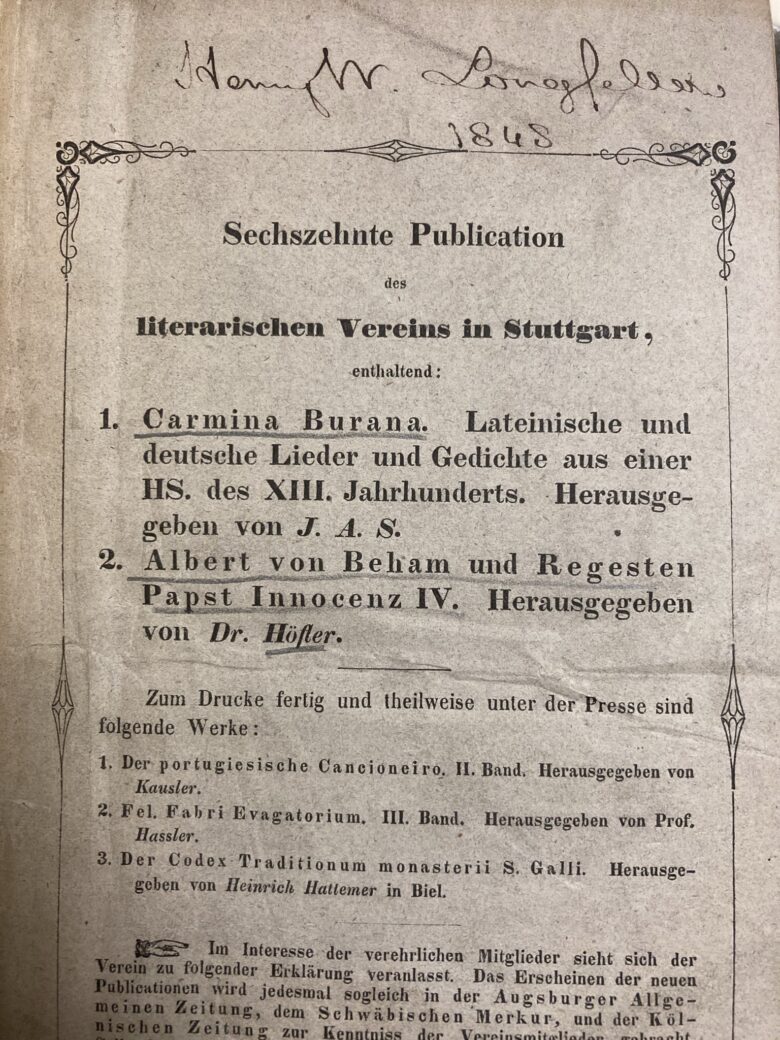 Henry W. Longfellow
1848
Sechszehnte Publication
des
literarischen Vereins in Stuttgart,
enthaltend:
1. Carmina Burana. Lateinische und
deutsche Lieder und Gedichte aus einer
HS. des XIII. Jahrhunderts. Herausge-
geben von J. A. S.
2. Albert von Beham und Regesten
Papst Innocenz IV. Herausgegeben
von Dr. Höfler.
Zum Drucke fertig und theilweise unter der Presse sind
folgende Werke:
1. Der portugiesische Cancioneiro. II. Band. Herausgegeben von
Kausler.
2. Fel. Fabri Evagatorium. III. Band. Herausgegeben von Prof.
Hassler.
3. Der Codex Traditionum monasterii S. Galli. Herausge-
geben von Heinrich Hattemer in Biel.
Im Interesse der verehrlichen Mitglieder sieht sich der
Verein zu folgender Erklärung veranlasst. Das Erscheinen der neuen
Publicationen wird jedesmal sogleich in der Augsburger Allge-
meinen Zeitung, dem Schwäbischen Merkur, und der Köl-
nischen Zeitung zur Kenntniss der Vereinsmitglieder gebracht.